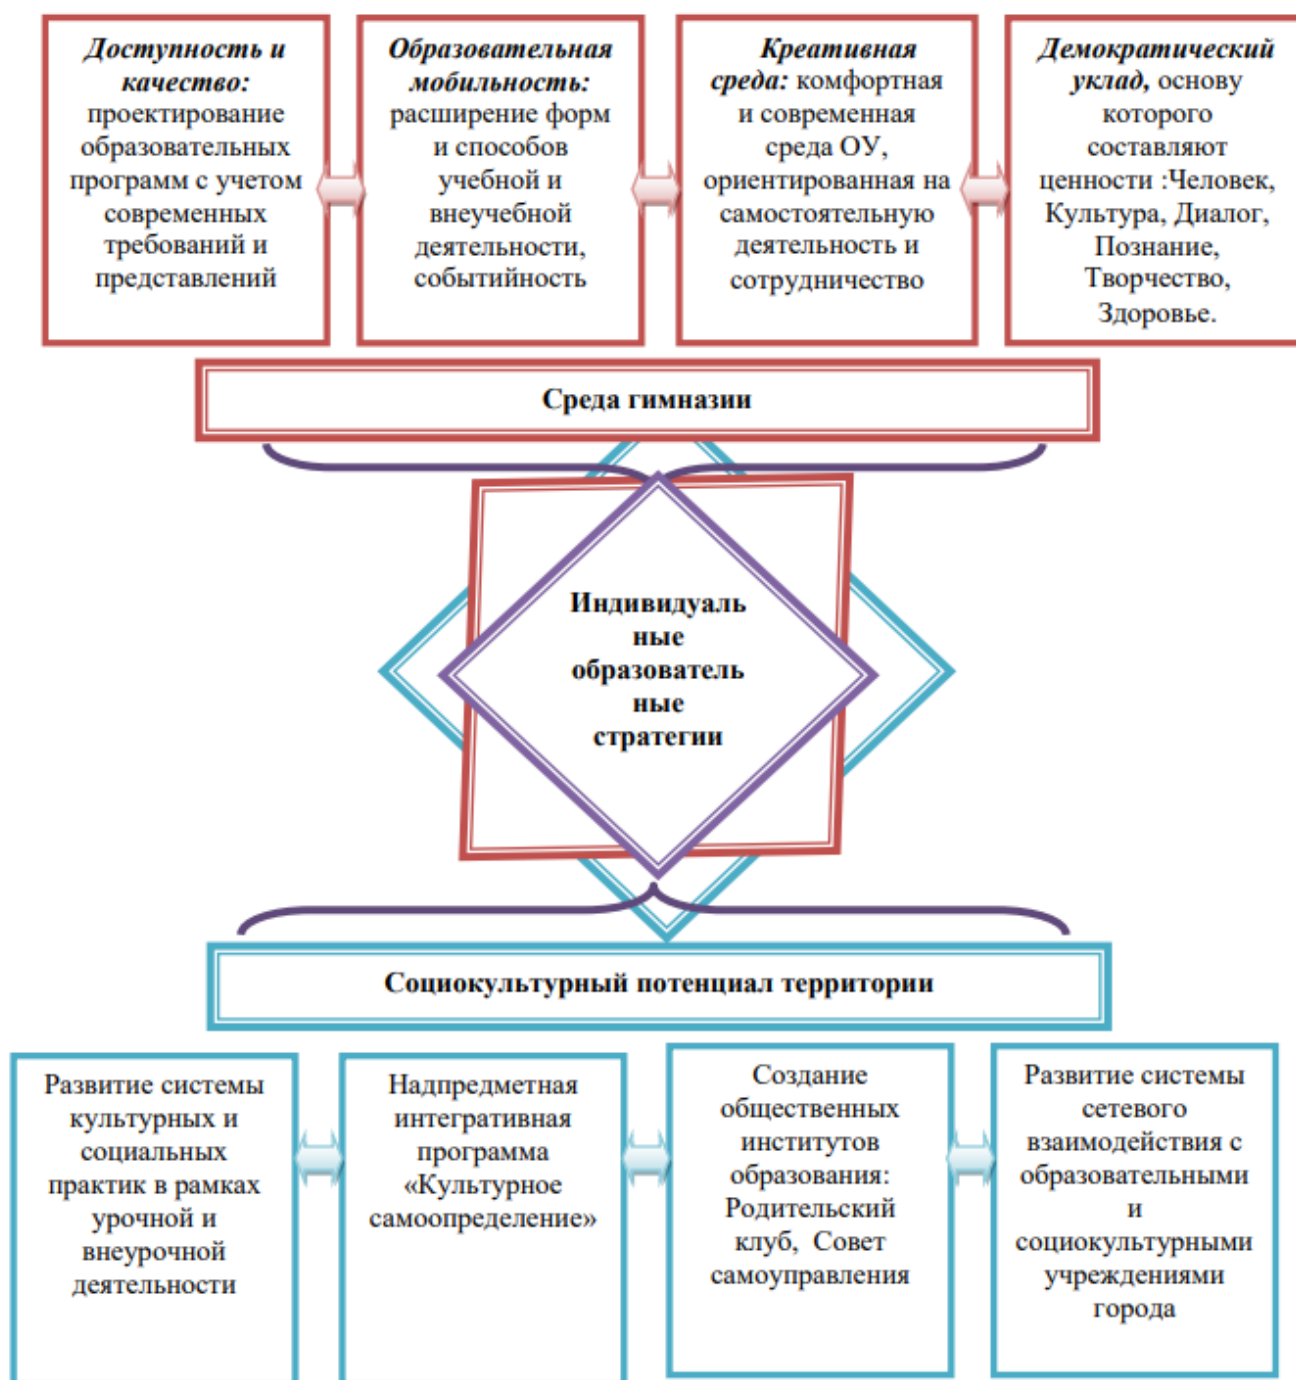 Доступность и
качество:
проектирование
образовательных
программ с учетом
современных
требований и
представлений
Образовательная
мобильность:
расширение форм
и способов
учебной и
внеучебной
деятельности,
событийность
Креативная
среда: комфортная
и современная
среда ОУ,
ориентированная на
самостоятельную
деятельность и
сотрудничество
Демократический
уклад, основу
которого
составляют
ценности :Человек,
Культура, Диалог,
Познание,
Творчество,
Здоровье.
Среда гимназии
Индивидуаль
ные
образователь
ные
стратегии
Социокультурный потенциал территории
Развитие системы
культурных и
социальных
практик в рамках
урочной и
внеурочной
деятельности
Надпредметная
интегративная
программа
«Культурное
самоопределение»
Создание
общественных
институтов
образования:
Родительский
клуб, Совет
самоуправления
Развитие системы
сетевого
взаимодействия с
образовательными
и
социокультурными
учреждениями
города